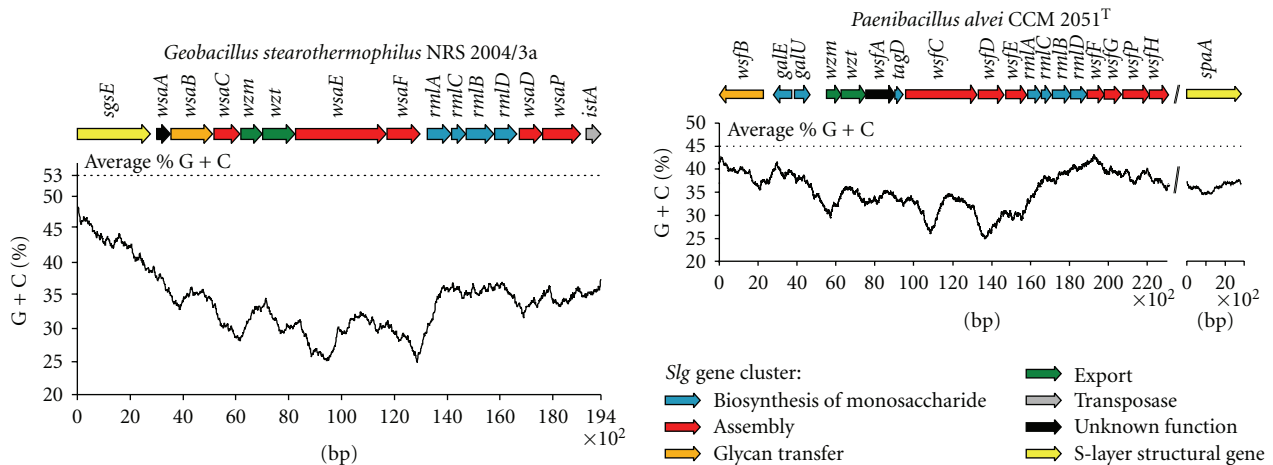 Geobacillus stearothermophilus NRS 2004/3a
sgsE wsaA wsaB wsaC wzm wzt wsaE wsaF rmlA rmlC rmlB rmlD wsaD wsaP istA
Average % G + C
53
50
45
40
35
30
25
20
G + C (%)
0 20 40 60 80 100 120 140 160 180 194
×10²
(bp)
Paenibacillus alvei CCM 2051ᵀ
wsfB galE galU wzm wzt wsfA tagD wsfC wsfD wsfE rmlA rmlC rmlB rmlD wsfF wsfG wsfP wsfH // spaA
Average % G + C
50
45
40
35
30
25
20
G + C (%)
//
0 20 40 60 80 100 120 140 160 180 200 220 0 20
×10² ×10²
(bp) (bp)
Slg gene cluster:
Biosynthesis of monosaccharide
Assembly
Glycan transfer
Export
Transposase
Unknown function
S-layer structural gene